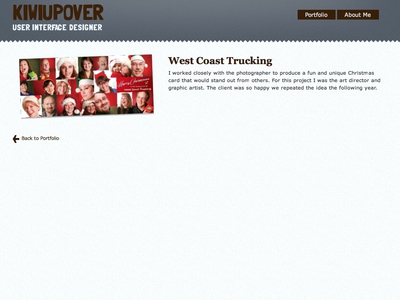 KIWIUPOVER
USER INTERFACE DESIGNER
Portfolio
About Me
West Coast Trucking
I worked closely with the photographer to produce a fun and unique Christmas
card that would stand out from others. For this project I was the art director and
graphic artist. The client was so happy we repeated the idea the following year.
Back to Portfolio